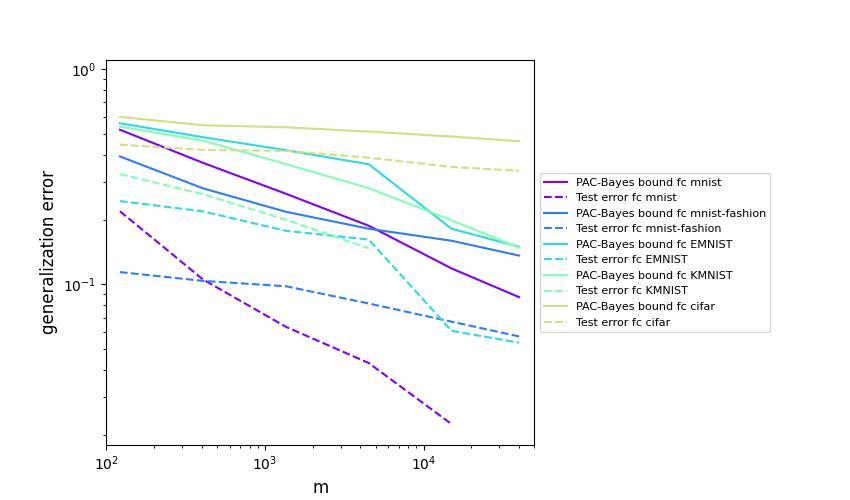 10⁰
10⁻¹
generalization error
10²
10³
10⁴
m
PAC-Bayes bound fc mnist
Test error fc mnist
PAC-Bayes bound fc mnist-fashion
Test error fc mnist-fashion
PAC-Bayes bound fc EMNIST
Test error fc EMNIST
PAC-Bayes bound fc KMNIST
Test error fc KMNIST
PAC-Bayes bound fc cifar
Test error fc cifar